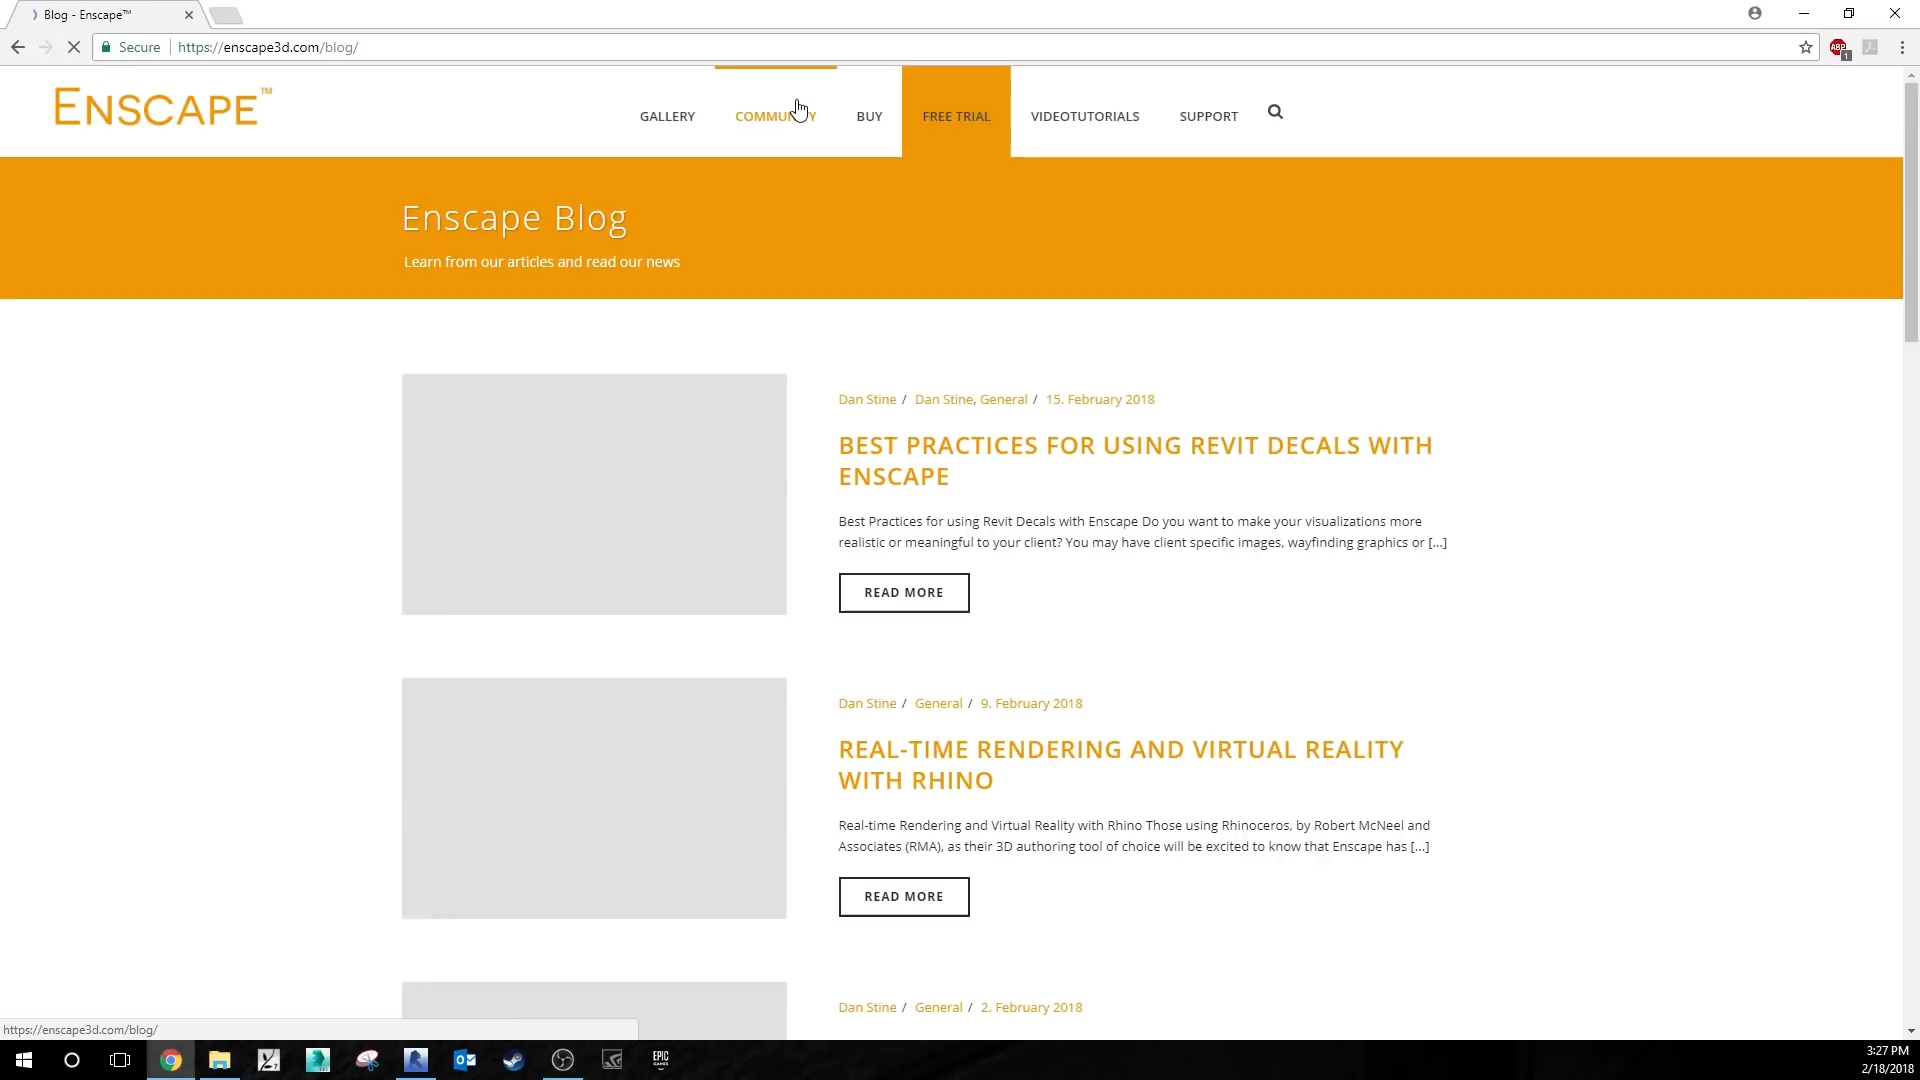 Blog - Enscape™
Secure
https://enscape3d.com/blog/
ABP
1
ENSCAPE™
GALLERY
COMMUNITY
BUY
FREE TRIAL
VIDEOTUTORIALS
SUPPORT
Enscape Blog
Learn from our articles and read our news
Dan Stine / Dan Stine, General / 15. February 2018
BEST PRACTICES FOR USING REVIT DECALS WITH
ENSCAPE
Best Practices for using Revit Decals with Enscape Do you want to make your visualizations more
realistic or meaningful to your client? You may have client specific images, wayfinding graphics or [...]
READ MORE
Dan Stine / General / 9. February 2018
REAL-TIME RENDERING AND VIRTUAL REALITY
WITH RHINO
Real-time Rendering and Virtual Reality with Rhino Those using Rhinoceros, by Robert McNeel and
Associates (RMA), as their 3D authoring tool of choice will be excited to know that Enscape has [...]
READ MORE
Dan Stine / General / 2. February 2018
https://enscape3d.com/blog/
EPIC
GAMES
3:27 PM
2/18/2018